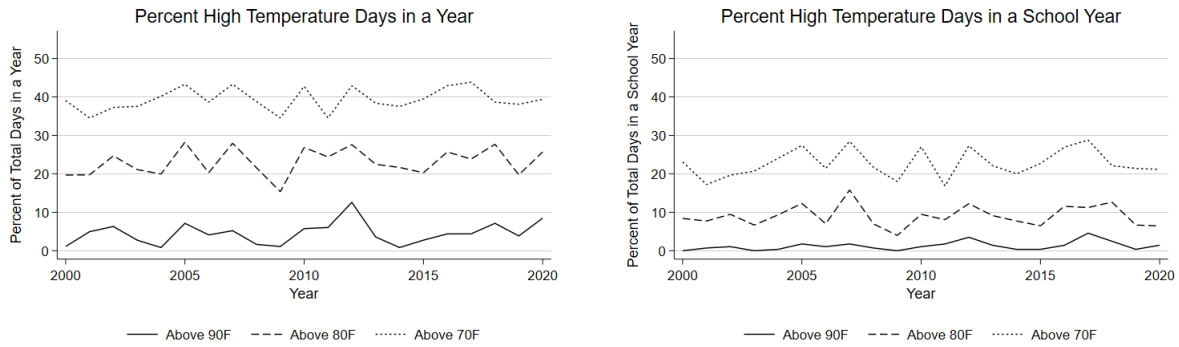 Percent High Temperature Days in a Year
Percent of Total Days in a Year
50
40
30
20
10
0
2000 2005 2010 2015 2020
Year
Above 90F Above 80F Above 70F
Percent High Temperature Days in a School Year
Percent of Total Days in a School Year
50
40
30
20
10
0
2000 2005 2010 2015 2020
Year
Above 90F Above 80F Above 70F